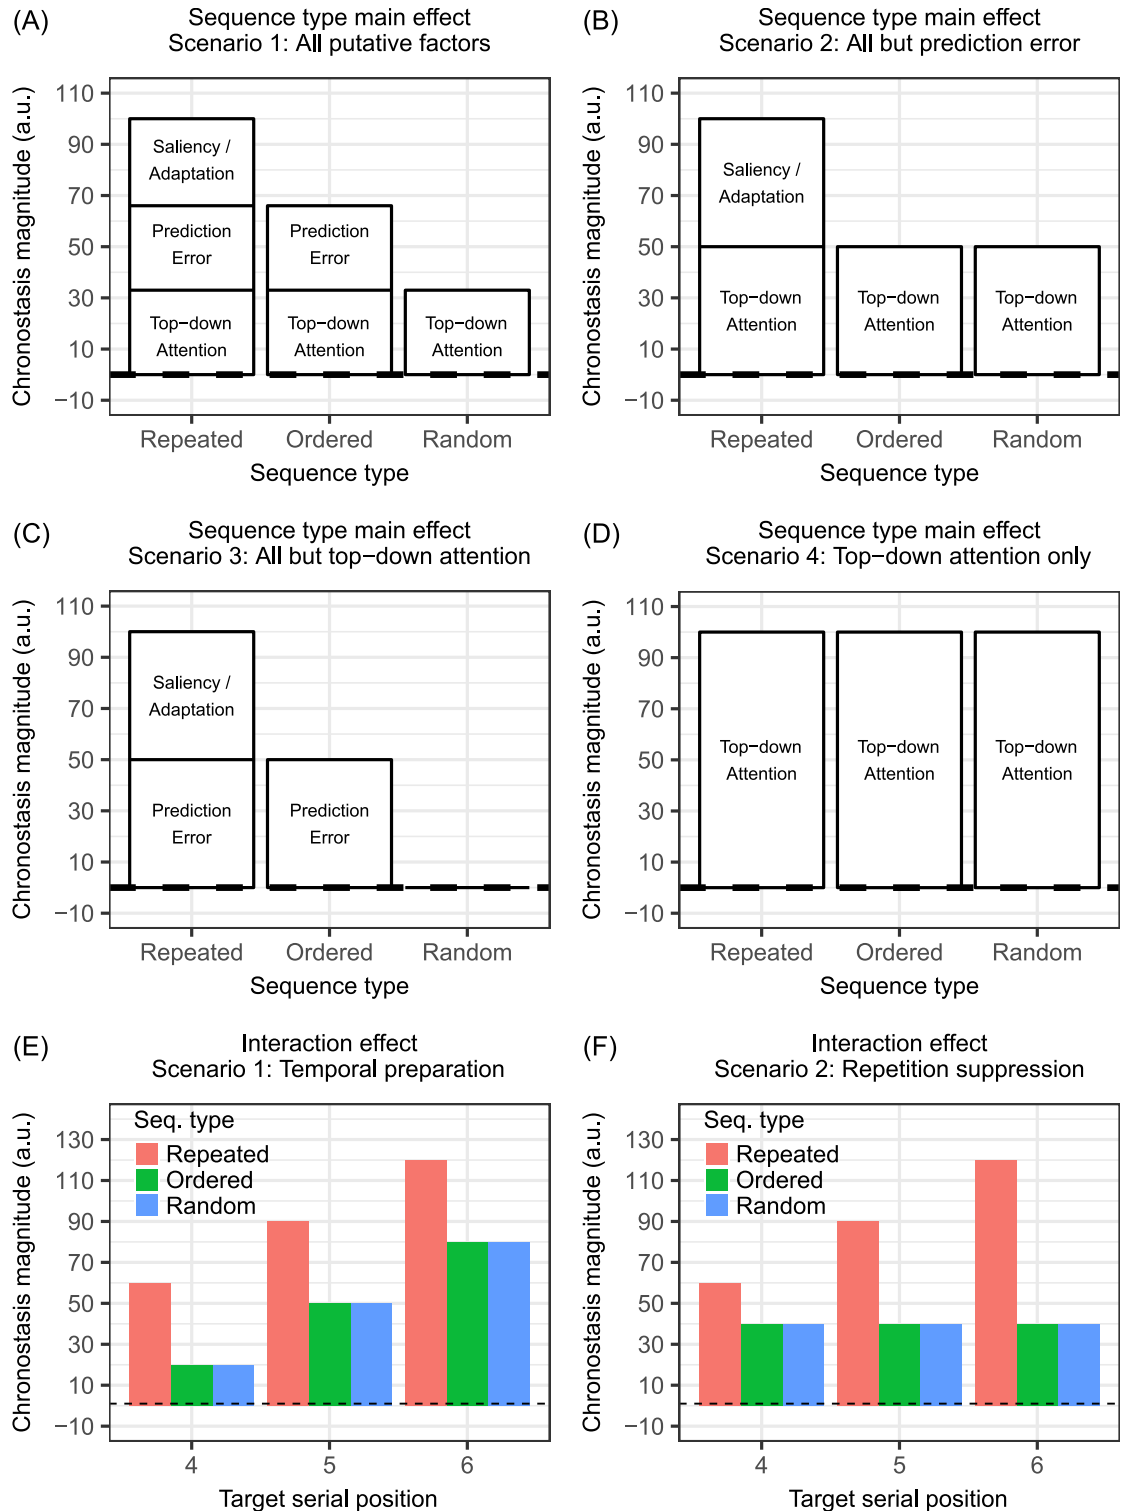 (A)
Sequence type main effect
Scenario 1: All putative factors
Chronostasis magnitude (a.u.)
110
90
70
50
30
10
−10
Saliency /
Adaptation
Prediction
Error
Top−down
Attention
Prediction
Error
Top−down
Attention
Top−down
Attention
Repeated
Ordered
Random
Sequence type
(B)
Sequence type main effect
Scenario 2: All but prediction error
Chronostasis magnitude (a.u.)
110
90
70
50
30
10
−10
Saliency /
Adaptation
Top−down
Attention
Top−down
Attention
Top−down
Attention
Repeated
Ordered
Random
Sequence type
(C)
Sequence type main effect
Scenario 3: All but top−down attention
Chronostasis magnitude (a.u.)
110
90
70
50
30
10
−10
Saliency /
Adaptation
Prediction
Error
Prediction
Error
Repeated
Ordered
Random
Sequence type
(D)
Sequence type main effect
Scenario 4: Top−down attention only
Chronostasis magnitude (a.u.)
110
90
70
50
30
10
−10
Top−down
Attention
Top−down
Attention
Top−down
Attention
Repeated
Ordered
Random
Sequence type
(E)
Interaction effect
Scenario 1: Temporal preparation
Chronostasis magnitude (a.u.)
130
110
90
70
50
30
10
−10
Seq. type
Repeated
Ordered
Random
4
5
6
Target serial position
(F)
Interaction effect
Scenario 2: Repetition suppression
Chronostasis magnitude (a.u.)
130
110
90
70
50
30
10
−10
Seq. type
Repeated
Ordered
Random
4
5
6
Target serial position